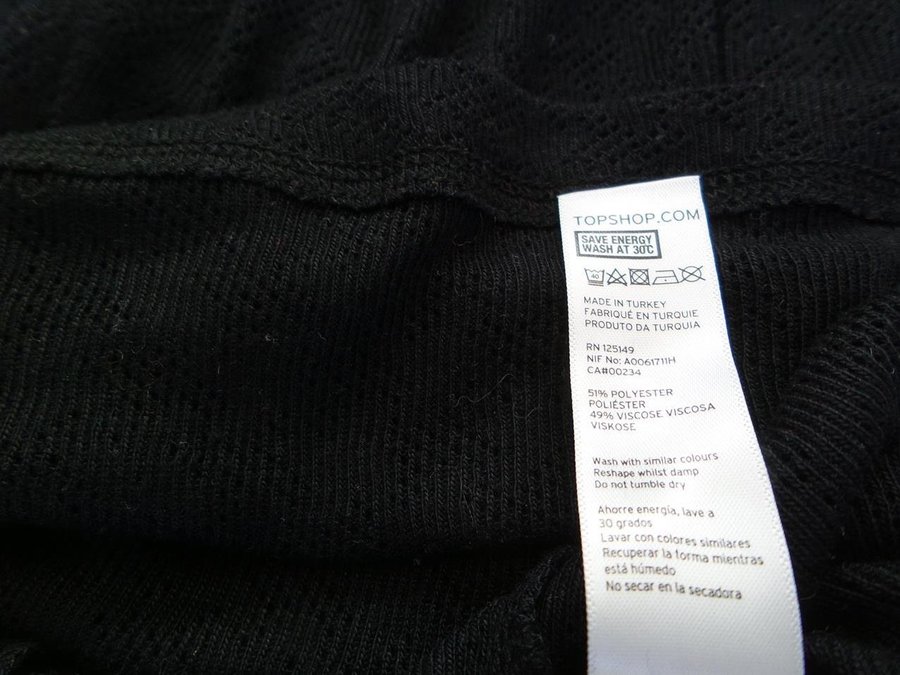 TOPSHOP.COM
SAVE ENERGY
WASH AT 30°C
40
MADE IN TURKEY
FABRIQUÉ EN TURQUIE
PRODUTO DA TURQUIA
RN 125149
NIF No: A0061711H
CA#00234
51% POLYESTER
POLIÉSTER
49% VISCOSE VISCOSA
VISKOSE
Wash with similar colours
Reshape whilst damp
Do not tumble dry
Ahorre energía, lave a
30 grados
Lavar con colores similares
Recuperar la forma mientras
está húmedo
No secar en la secadora